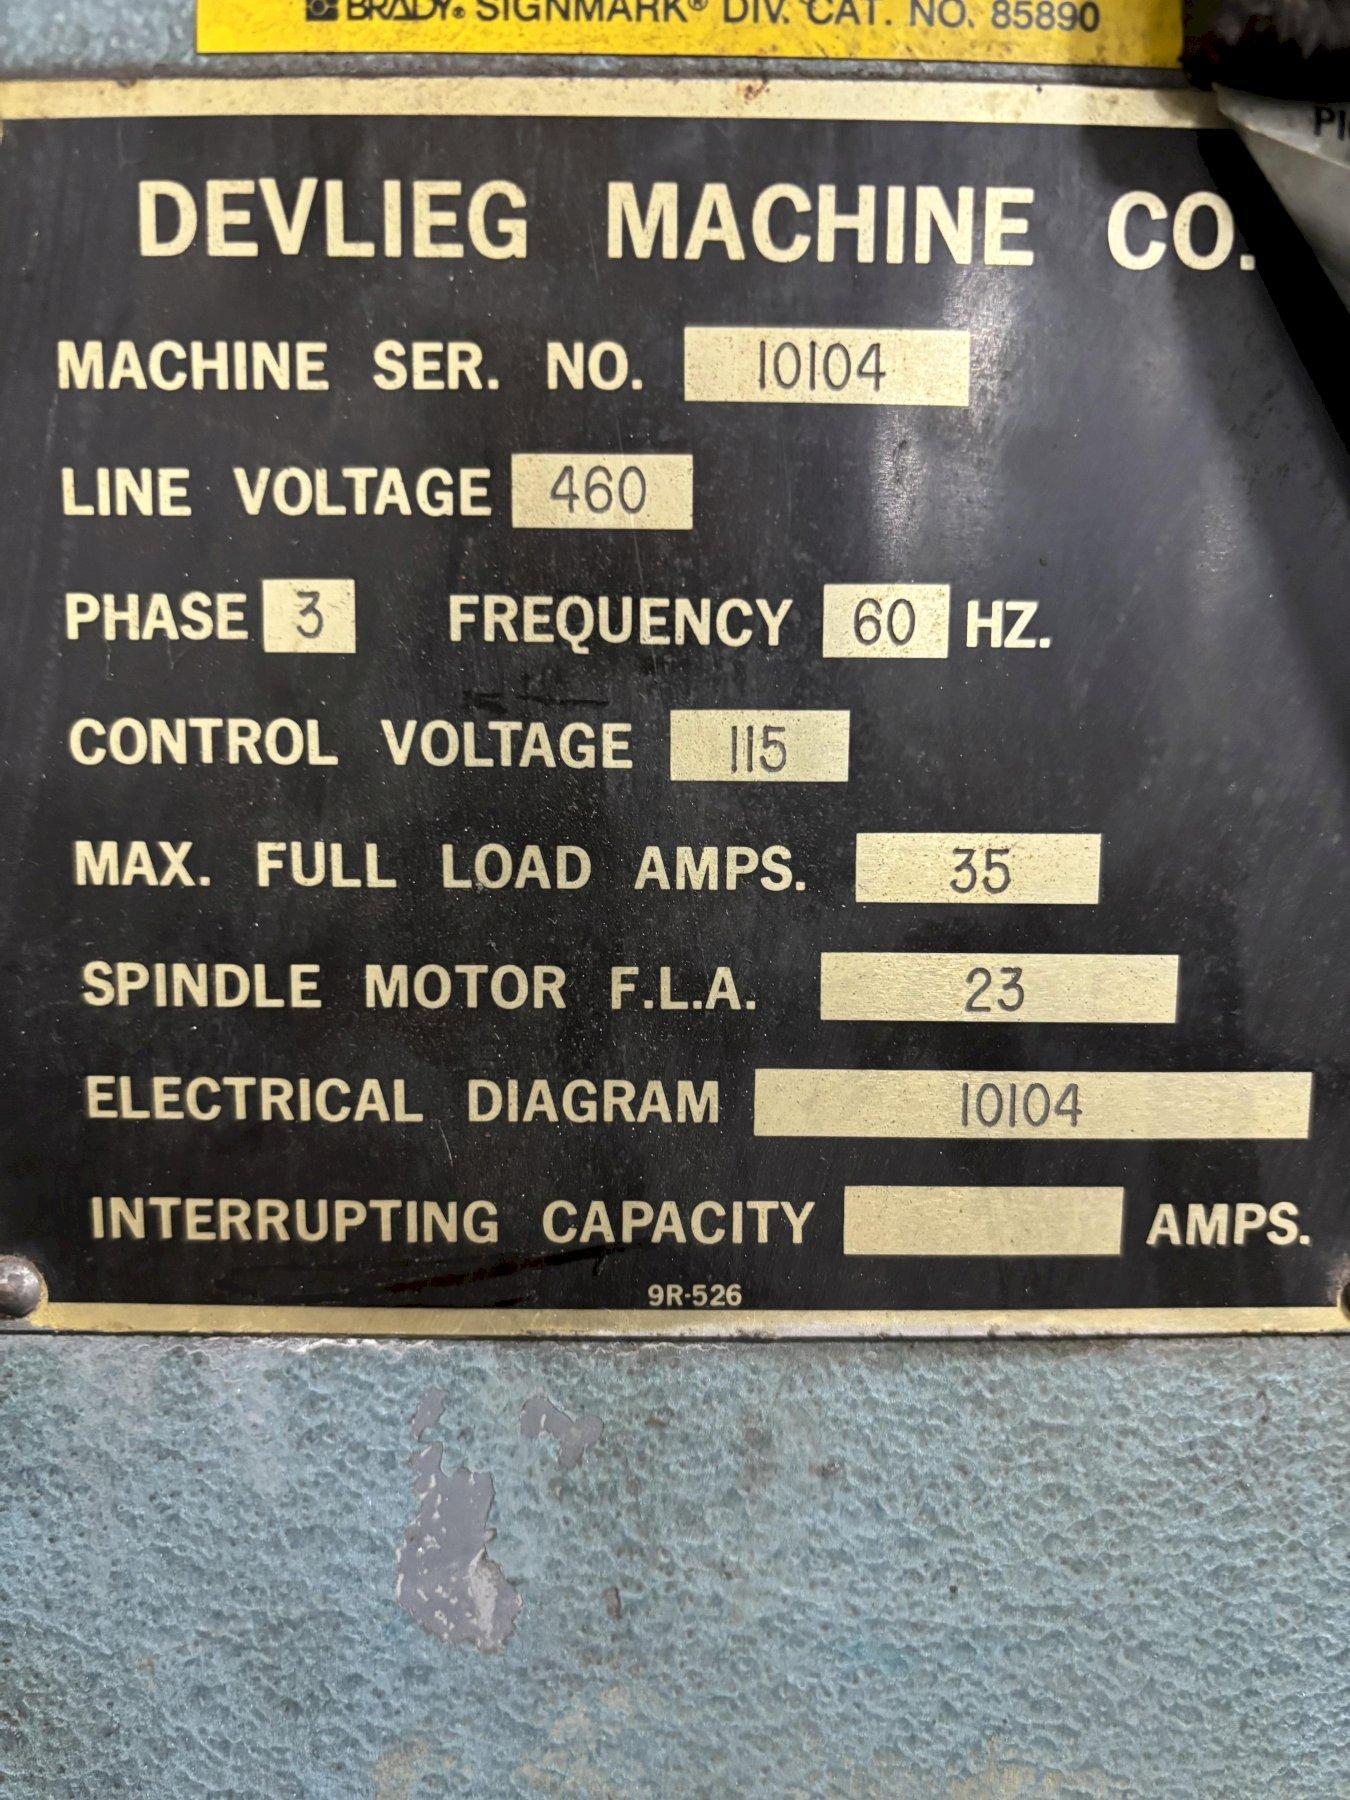 BRADY® SIGNMARK® DIV. CAT. NO. 85890
DEVLIEG MACHINE CO.
MACHINE SER. NO. 10104
LINE VOLTAGE 460
PHASE 3 FREQUENCY 60 HZ.
CONTROL VOLTAGE 115
MAX. FULL LOAD AMPS. 35
SPINDLE MOTOR F.L.A. 23
ELECTRICAL DIAGRAM 10104
INTERRUPTING CAPACITY AMPS.
9R-526